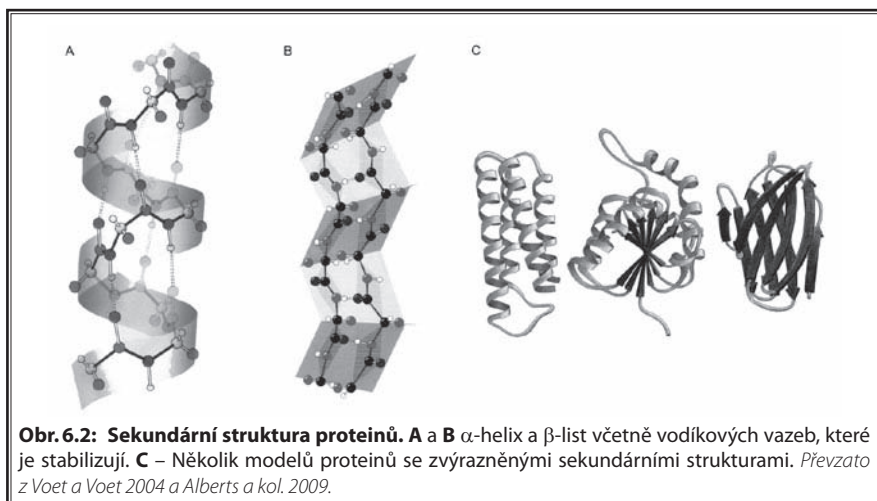 A
B
C
Obr. 6.2: Sekundární struktura proteinů. A a B α-helix a β-list včetně vodíkových vazeb, které
je stabilizují. C – Několik modelů proteinů se zvýrazněnými sekundárními strukturami. Převzato
z Voet a Voet 2004 a Alberts a kol. 2009.